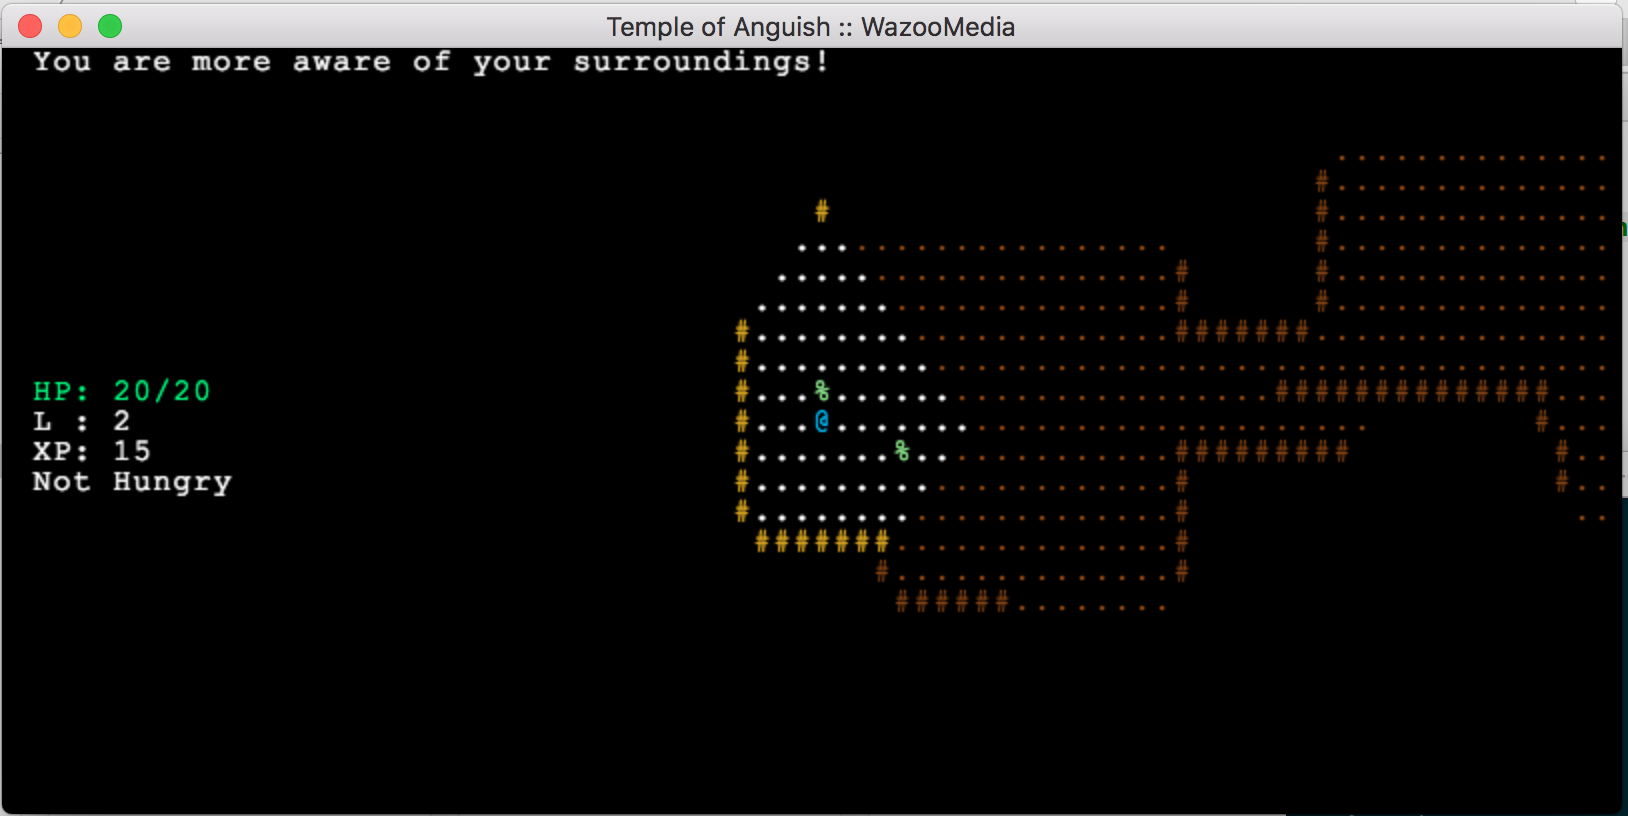 Temple of Anguish :: WazooMedia
You are more aware of your surroundings!
HP: 20/20
L : 2
XP: 15
Not Hungry